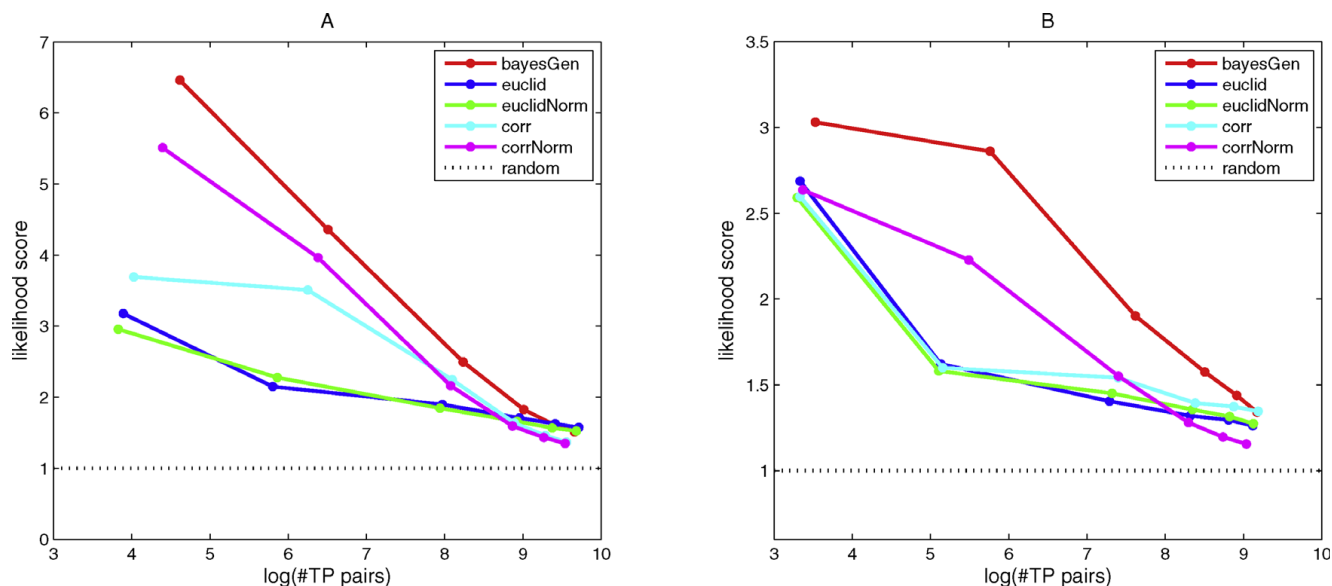 A
7
6
5
4
3
2
1
0
likelihood score
3 4 5 6 7 8 9 10
log(#TP pairs)
bayesGen
euclid
euclidNorm
corr
corrNorm
random
B
3.5
3
2.5
2
1.5
1
likelihood score
3 4 5 6 7 8 9 10
log(#TP pairs)
bayesGen
euclid
euclidNorm
corr
corrNorm
random